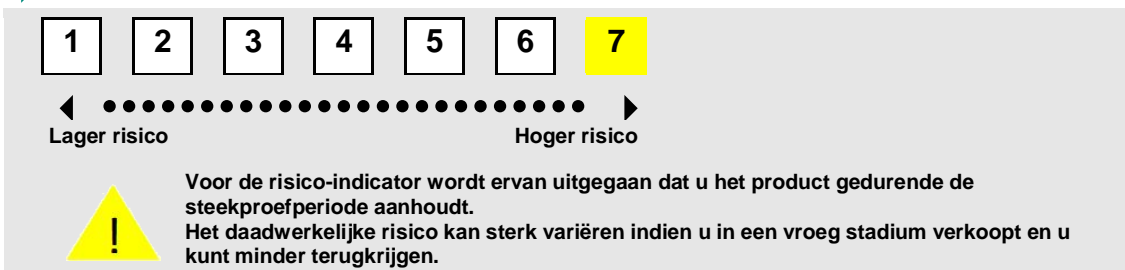 1 2 3 4 5 6 7
Lager risico Hoger risico
Voor de risico-indicator wordt ervan uitgegaan dat u het product gedurende de
steekproefperiode aanhoudt.
!
Het daadwerkelijke risico kan sterk variëren indien u in een vroeg stadium verkoopt en u
kunt minder terugkrijgen.